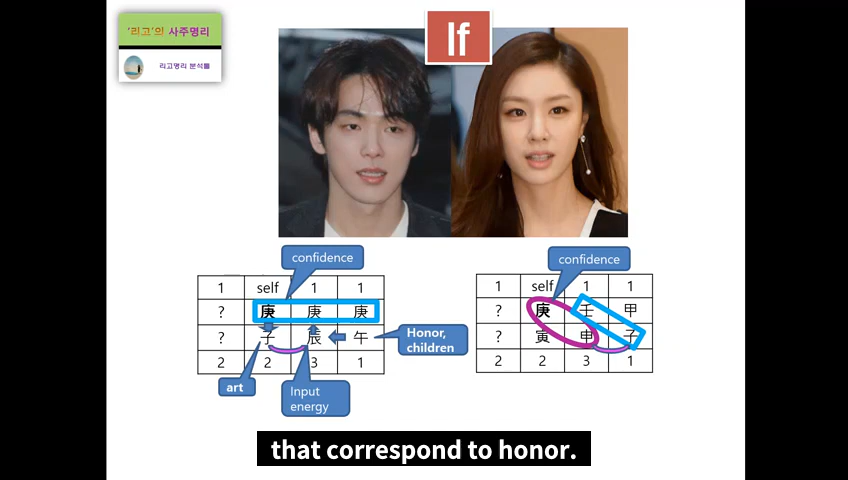 '리고'의 사주명리
리고명리 분석소
If
confidence
1 self 1 1
? 庚 庚 庚
? 子 辰 午
2 2 3 1
Honor,
children
art
Input
energy
confidence
1 self 1 1
? 庚 壬 甲
? 寅 申 子
2 2 3 1
that correspond to honor.